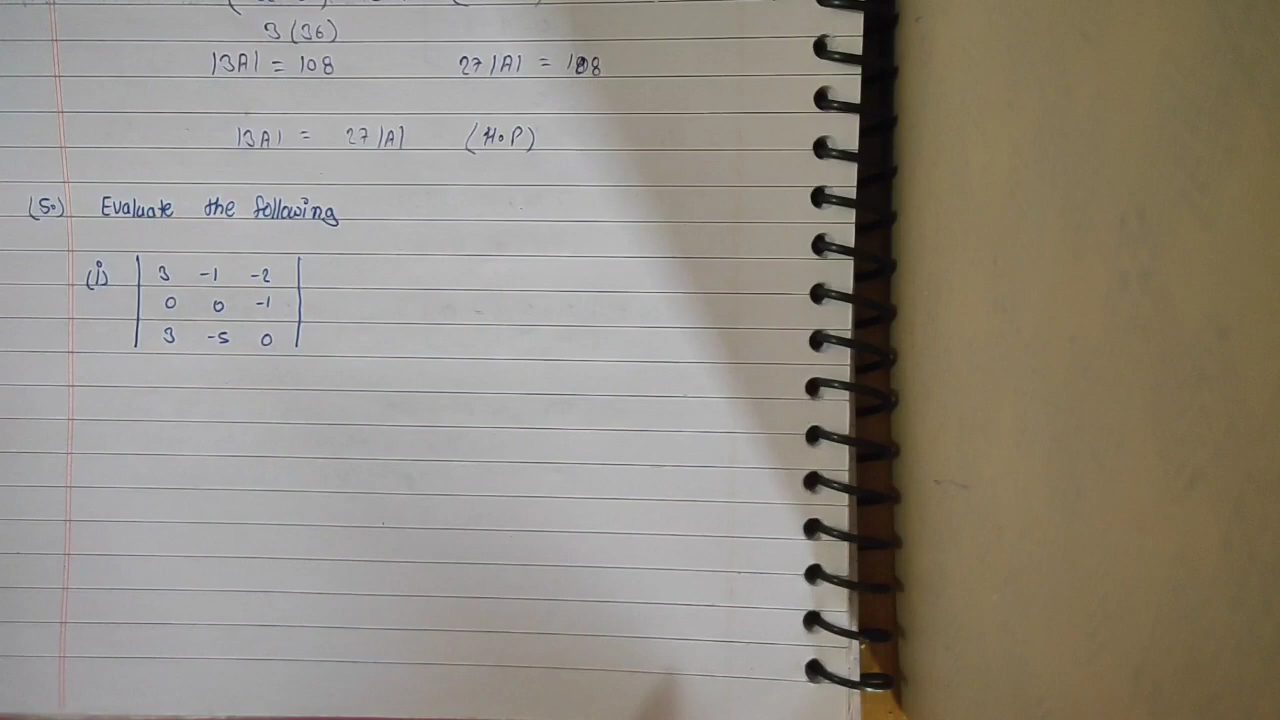 3 (36)
|3A| = 108 27 |A| = 108
|3A| = 27 |A| (H.P)
(5.) Evaluate the following
(i) | 3 -1 -2 |
| 0 0 -1 |
| 3 -5 0 |